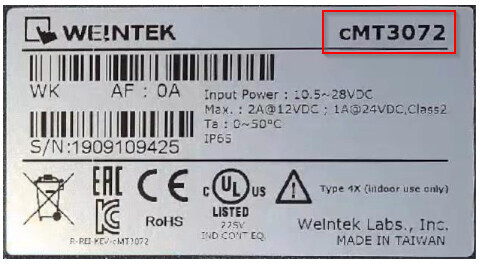 WEINTEK
cMT3072
WK AF : 0A
Input Power : 10.5~28VDC
Max. : 2A@12VDC ; 1A@24VDC,Class2
Ta : 0~50°C
IP65
S/N:1909109425
EAC
CE
c UL US
LISTED
225V
IND CONT EQ.
Type 4X (indoor use only)
RoHS
R-REI-KEV-cMT3072
Weintek Labs., Inc.
MADE IN TAIWAN